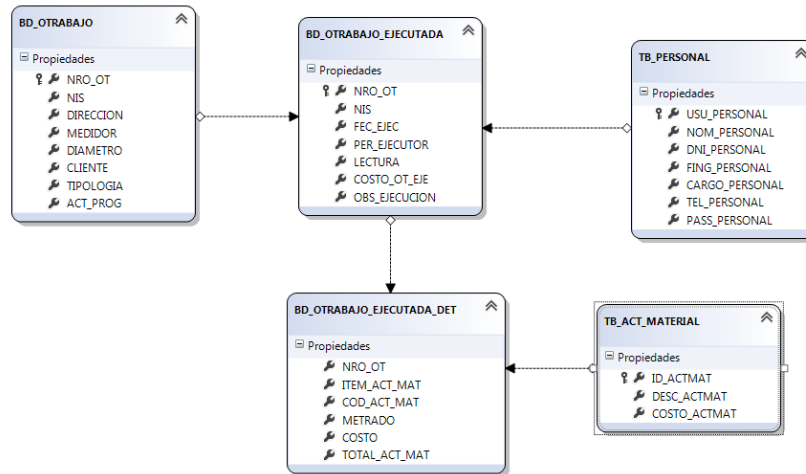 BD_OTRABAJO
Propiedades
NRO_OT
NIS
DIRECCION
MEDIDOR
DIAMETRO
CLIENTE
TIPOLOGIA
ACT_PROG
BD_OTRABAJO_EJECUTADA
Propiedades
NRO_OT
NIS
FEC_EJEC
PER_EJECUTOR
LECTURA
COSTO_OT_EJE
OBS_EJECUCION
TB_PERSONAL
Propiedades
USU_PERSONAL
NOM_PERSONAL
DNI_PERSONAL
FING_PERSONAL
CARGO_PERSONAL
TEL_PERSONAL
PASS_PERSONAL
BD_OTRABAJO_EJECUTADA_DET
Propiedades
NRO_OT
ITEM_ACT_MAT
COD_ACT_MAT
METRADO
COSTO
TOTAL_ACT_MAT
TB_ACT_MATERIAL
Propiedades
ID_ACTMAT
DESC_ACTMAT
COSTO_ACTMAT